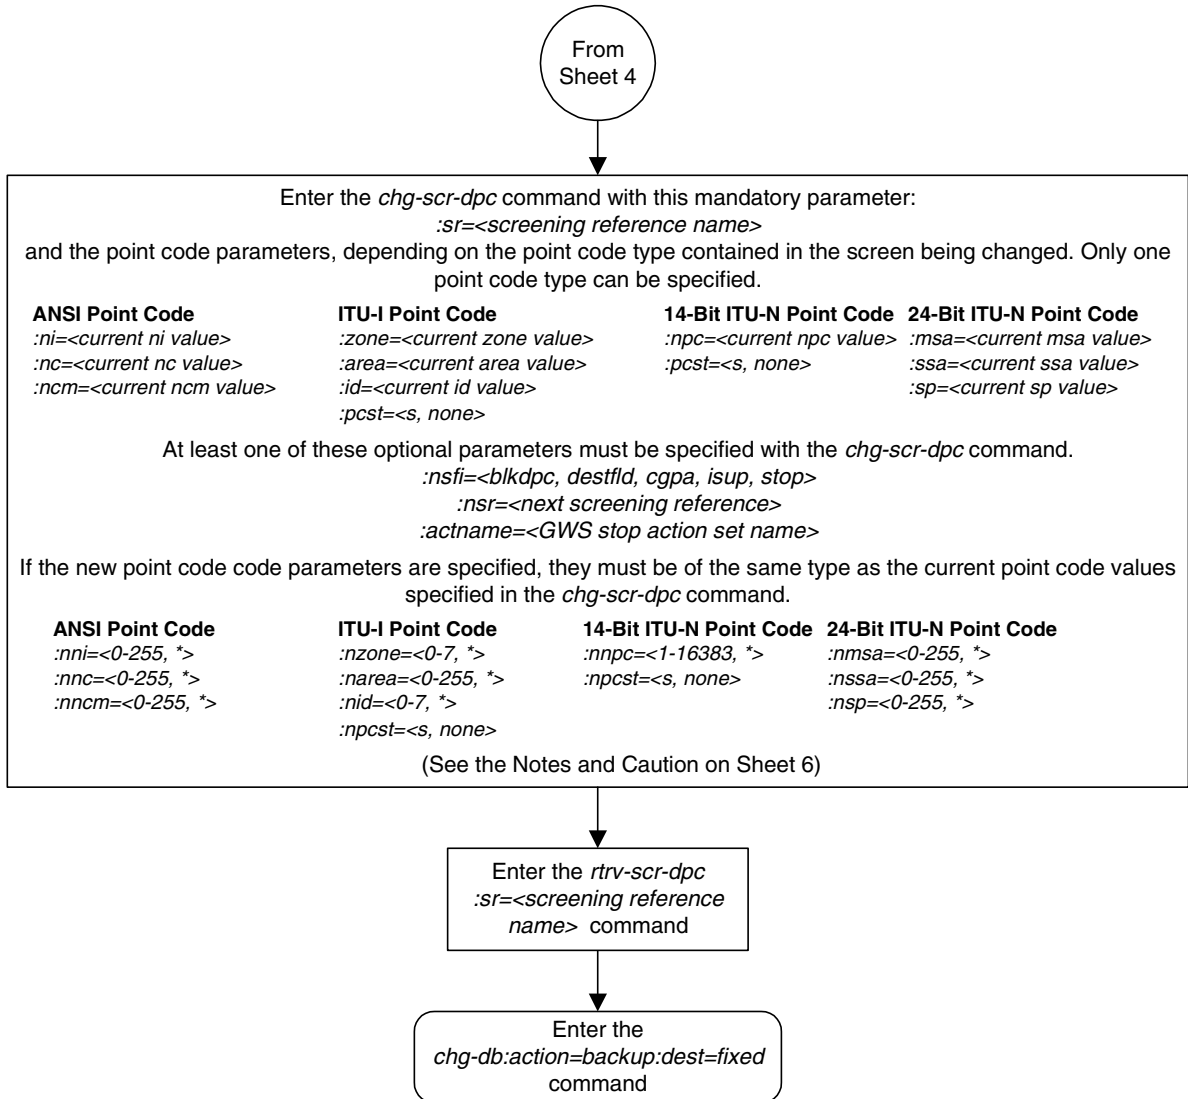 From
Sheet 4
Enter the chg-scr-dpc command with this mandatory parameter:
:sr=<screening reference name>
and the point code parameters, depending on the point code type contained in the screen being changed. Only one
point code type can be specified.
ANSI Point Code
:ni=<current ni value>
:nc=<current nc value>
:ncm=<current ncm value>
ITU-I Point Code
:zone=<current zone value>
:area=<current area value>
:id=<current id value>
:pcst=<s, none>
14-Bit ITU-N Point Code
:npc=<current npc value>
:pcst=<s, none>
24-Bit ITU-N Point Code
:msa=<current msa value>
:ssa=<current ssa value>
:sp=<current sp value>
At least one of these optional parameters must be specified with the chg-scr-dpc command.
:nsfi=<blkdpc, destfld, cgpa, isup, stop>
:nsr=<next screening reference>
:actname=<GWS stop action set name>
If the new point code code parameters are specified, they must be of the same type as the current point code values
specified in the chg-scr-dpc command.
ANSI Point Code
:nni=<0-255, *>
:nnc=<0-255, *>
:nncm=<0-255, *>
ITU-I Point Code
:nzone=<0-7, *>
:narea=<0-255, *>
:nid=<0-7, *>
:npcst=<s, none>
14-Bit ITU-N Point Code
:nnpc=<1-16383, *>
:npcst=<s, none>
24-Bit ITU-N Point Code
:nmsa=<0-255, *>
:nssa=<0-255, *>
:nsp=<0-255, *>
(See the Notes and Caution on Sheet 6)
Enter the rtrv-scr-dpc
:sr=<screening reference
name> command
Enter the
chg-db:action=backup:dest=fixed
command